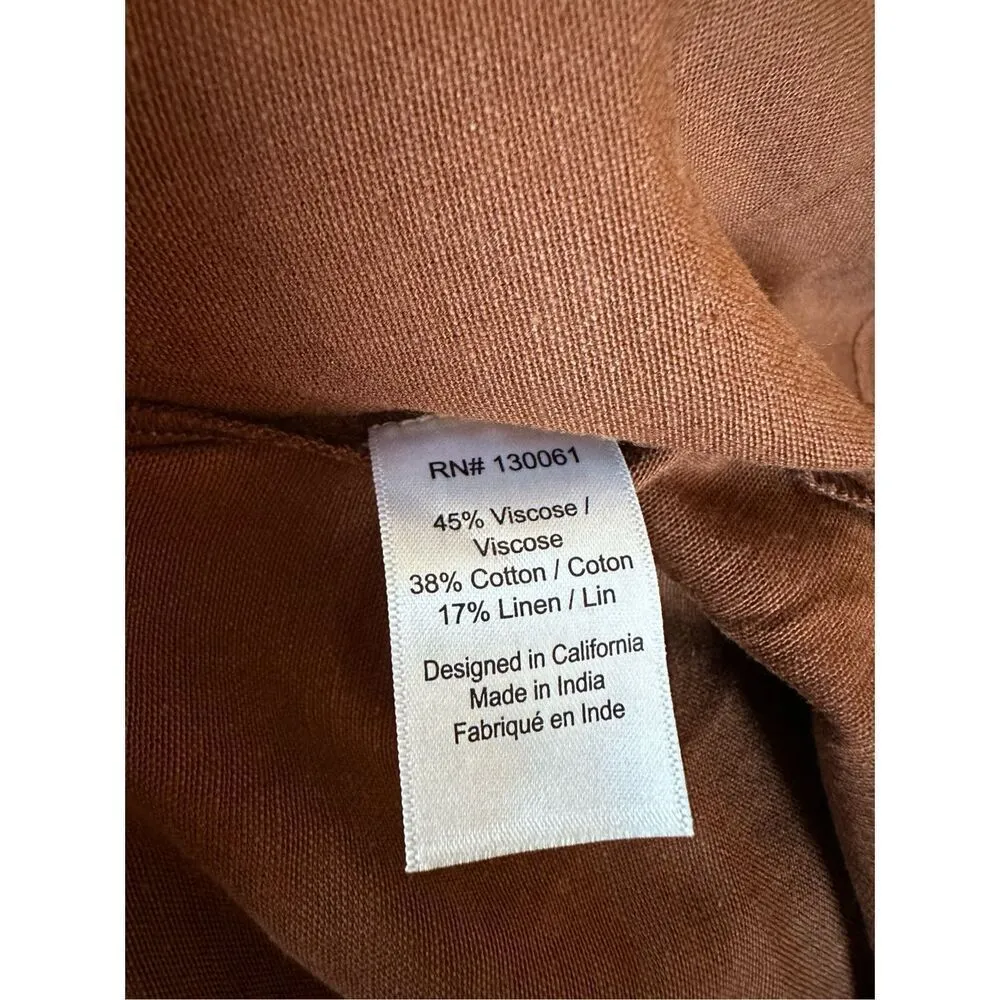 RN# 130061
45% Viscose /
Viscose
38% Cotton / Coton
17% Linen / Lin
Designed in California
Made in India
Fabriqué en Inde